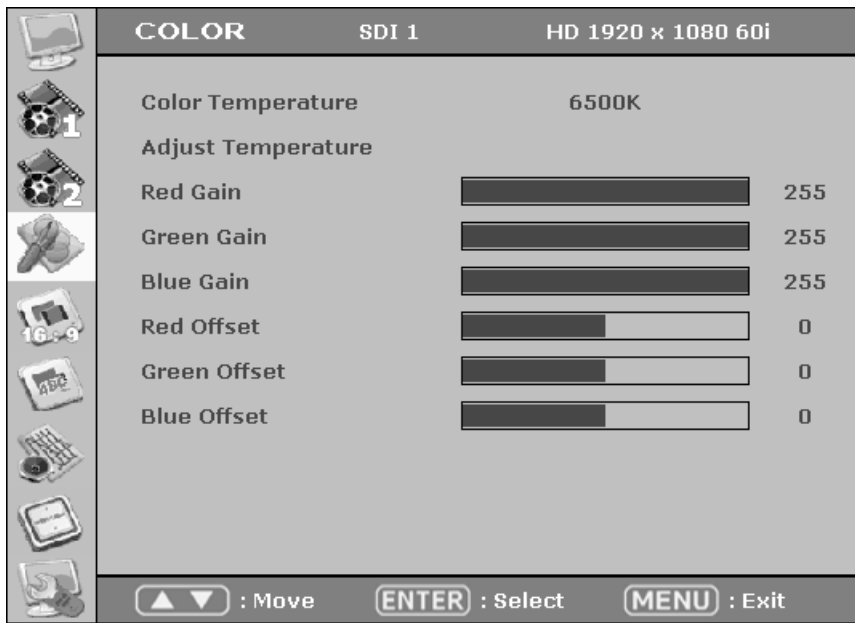 COLOR SDI 1 HD 1920 x 1080 60i
Color Temperature 6500K
Adjust Temperature
Red Gain 255
Green Gain 255
Blue Gain 255
Red Offset 0
Green Offset 0
Blue Offset 0
1
2
16:9
ABC
▲ ▼ : Move ENTER : Select MENU : Exit